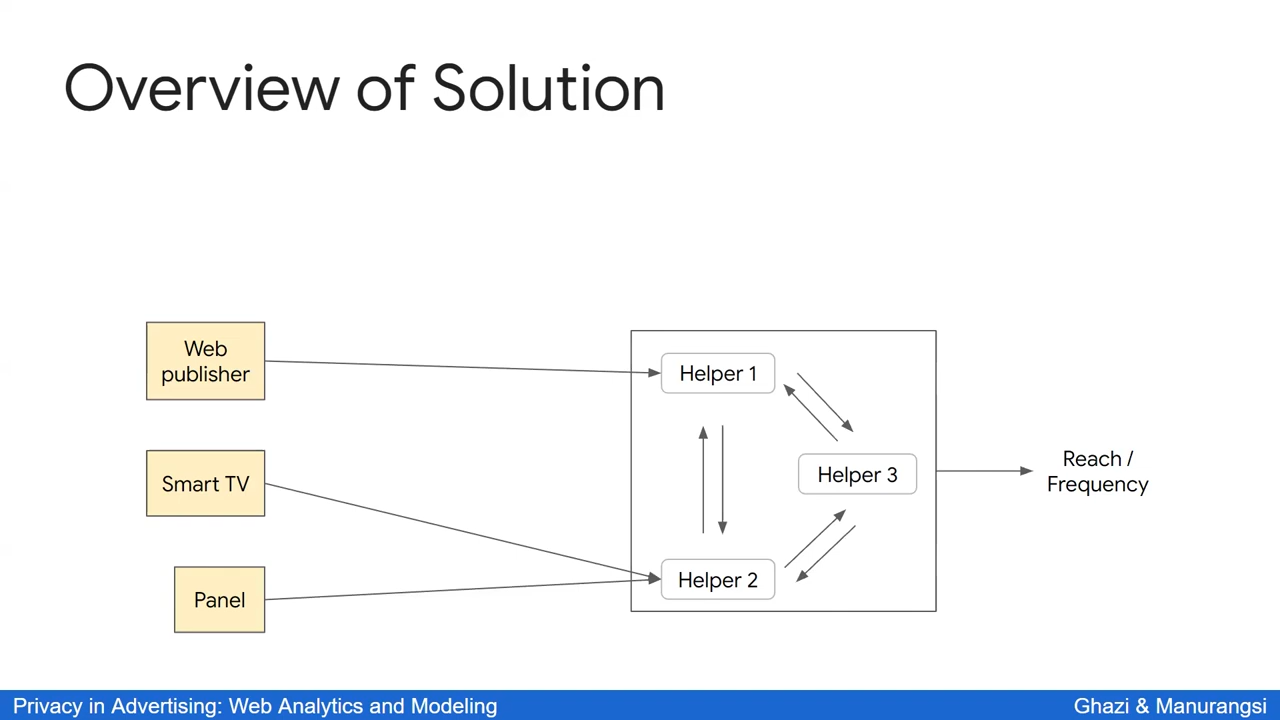 Overview of Solution
Web
publisher
Smart TV
Panel
Helper 1
Helper 3
Helper 2
Reach /
Frequency
Privacy in Advertising: Web Analytics and Modeling
Ghazi & Manurangsi